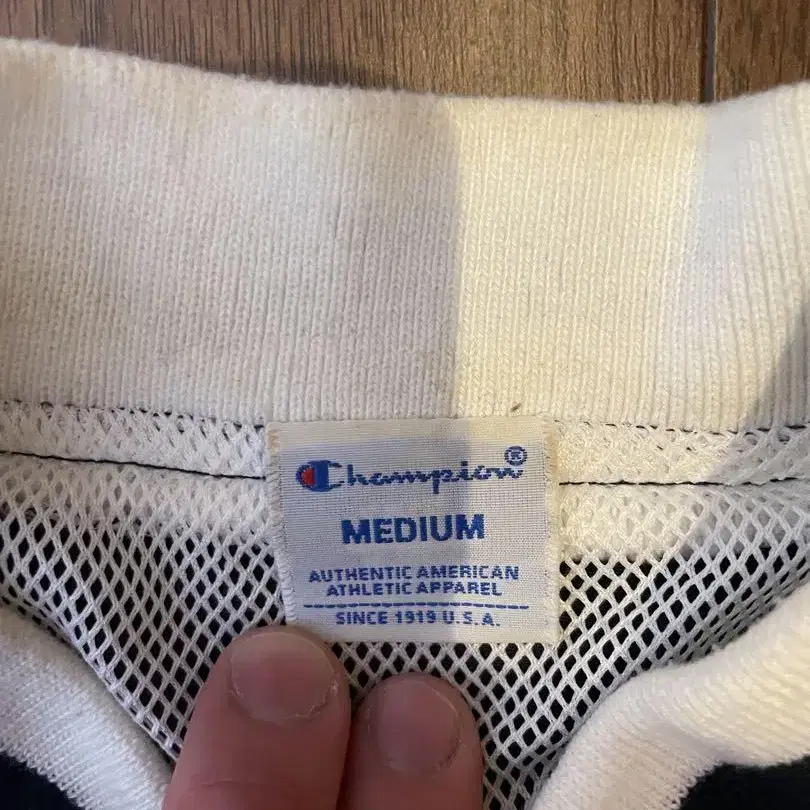 Champion®
MEDIUM
AUTHENTIC AMERICAN
ATHLETIC APPAREL
SINCE 1919 U.S.A.